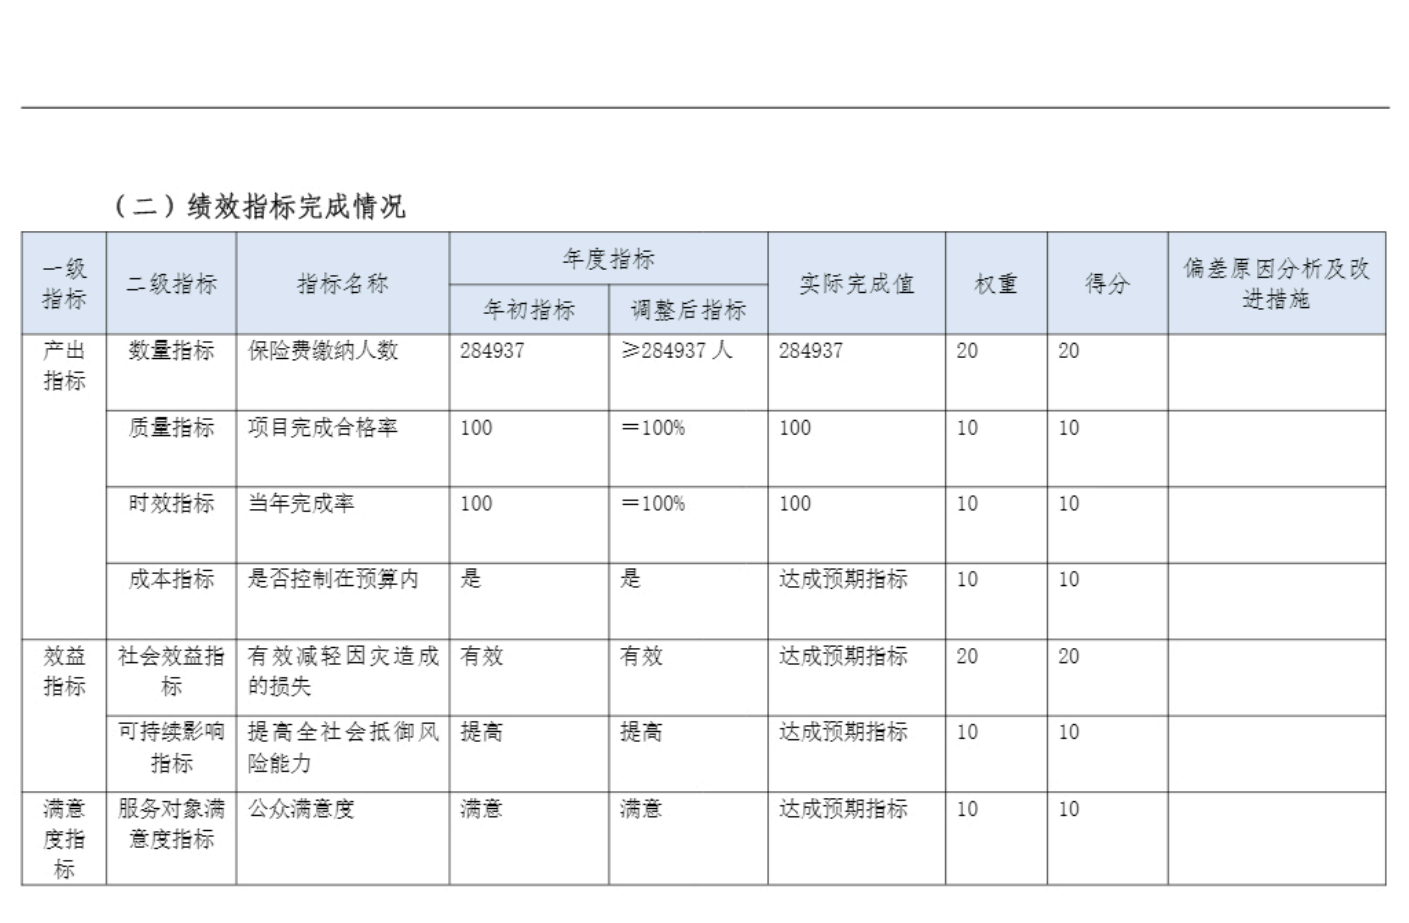 （二）绩效指标完成情况
一级
指标
二级指标
指标名称
年度指标
年初指标
调整后指标
实际完成值
权重
得分
偏差原因分析及改
进措施
产出
指标
数量指标
保险费缴纳人数
284937
≥284937 人
284937
20
20
质量指标
项目完成合格率
100
＝100%
100
10
10
时效指标
当年完成率
100
＝100%
100
10
10
成本指标
是否控制在预算内
是
是
达成预期指标
10
10
效益
指标
社会效益指
标
有效减轻因灾造成
的损失
有效
有效
达成预期指标
20
20
可持续影响
指标
提高全社会抵御风
险能力
提高
提高
达成预期指标
10
10
满意
度指
标
服务对象满
意度指标
公众满意度
满意
满意
达成预期指标
10
10